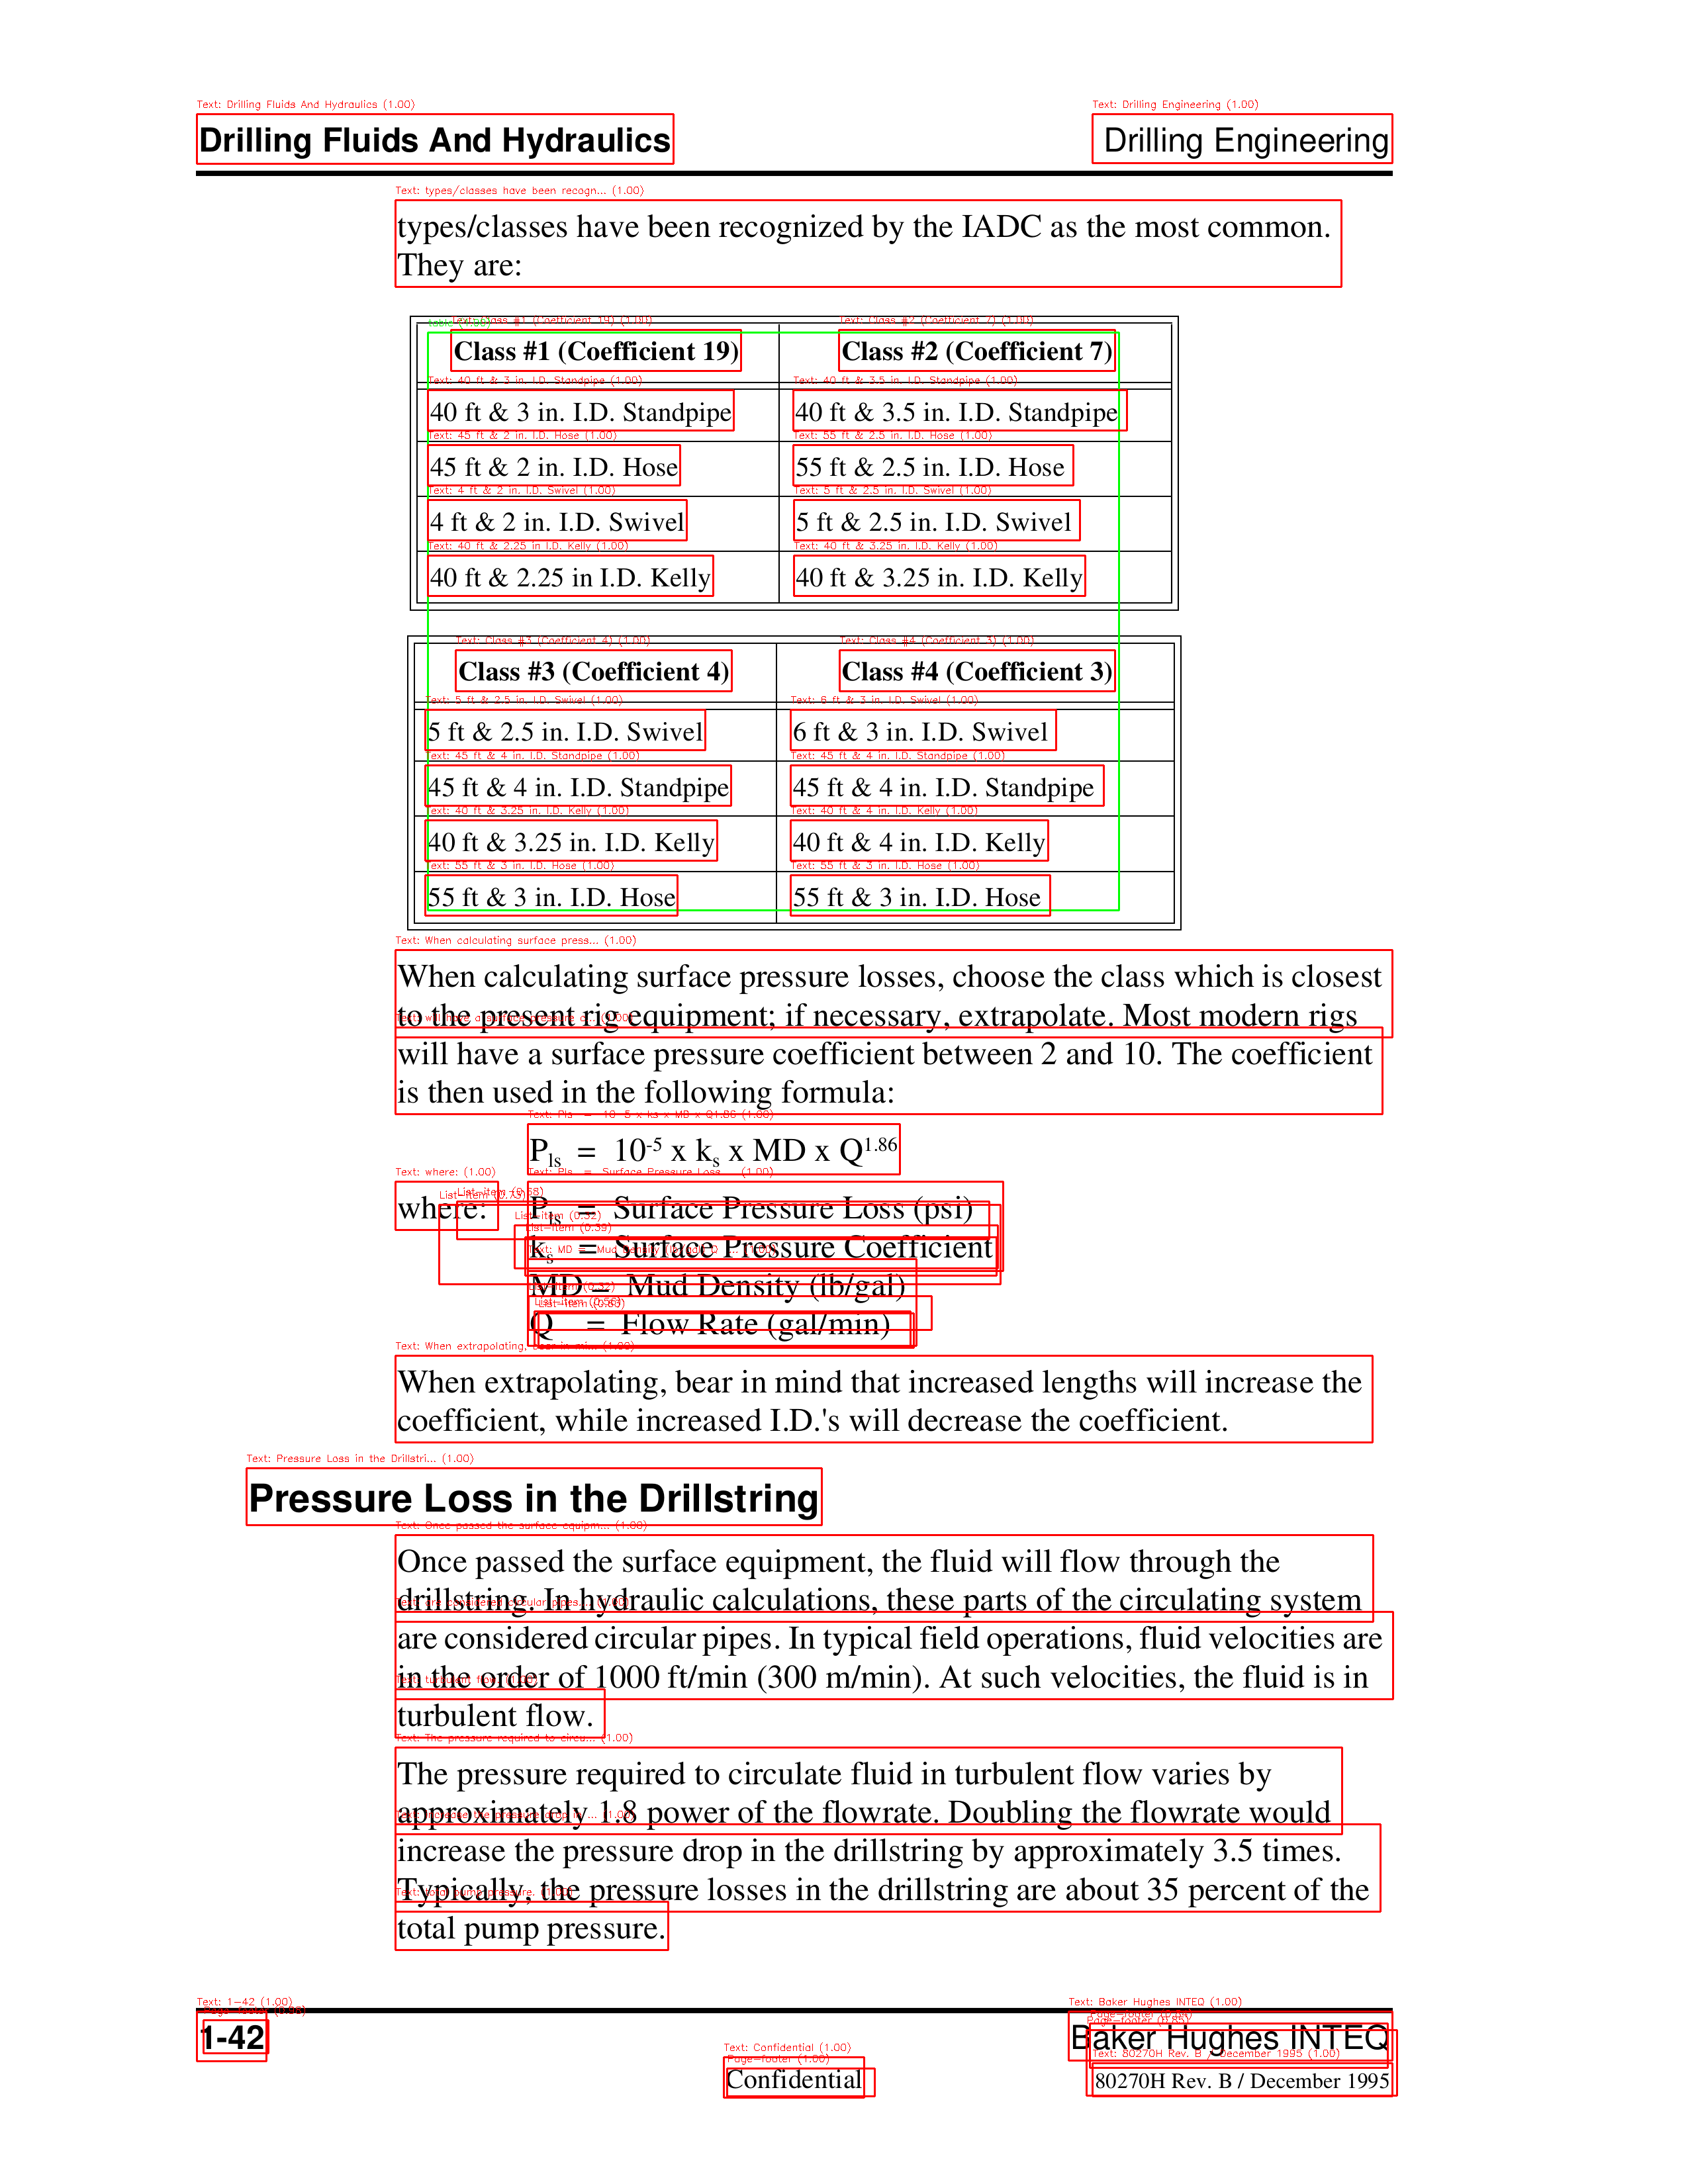 Drilling Fluids And Hydraulics
Drilling Engineering
types/classes have been recognized by the IADC as the most common.
They are:
Class #1 (Coefficient 19)
Class #2 (Coefficient 7)
40 ft & 3 in. I.D. Standpipe
40 ft & 3.5 in. I.D. Standpipe
45 ft & 2 in. I.D. Hose
55 ft & 2.5 in. I.D. Hose
4 ft & 2 in. I.D. Swivel
5 ft & 2.5 in. I.D. Swivel
40 ft & 2.25 in I.D. Kelly
40 ft & 3.25 in. I.D. Kelly
Class #3 (Coefficient 4)
Class #4 (Coefficient 3)
5 ft & 2.5 in. I.D. Swivel
6 ft & 3 in. I.D. Swivel
45 ft & 4 in. I.D. Standpipe
45 ft & 4 in. I.D. Standpipe
40 ft & 3.25 in. I.D. Kelly
40 ft & 4 in. I.D. Kelly
55 ft & 3 in. I.D. Hose
55 ft & 3 in. I.D. Hose
When calculating surface pressure losses, choose the class which is closest
to the present rig equipment; if necessary, extrapolate. Most modern rigs
will have a surface pressure coefficient between 2 and 10. The coefficient
is then used in the following formula:
Pls = 10-5 x ks x MD x Q1.86
where: Pls = Surface Pressure Loss (psi)
ks = Surface Pressure Coefficient
MD = Mud Density (lb/gal)
Q = Flow Rate (gal/min)
When extrapolating, bear in mind that increased lengths will increase the
coefficient, while increased I.D.'s will decrease the coefficient.
Pressure Loss in the Drillstring
Once passed the surface equipment, the fluid will flow through the
drillstring. In hydraulic calculations, these parts of the circulating system
are considered circular pipes. In typical field operations, fluid velocities are
in the order of 1000 ft/min (300 m/min). At such velocities, the fluid is in
turbulent flow.
The pressure required to circulate fluid in turbulent flow varies by
approximately 1.8 power of the flowrate. Doubling the flowrate would
increase the pressure drop in the drillstring by approximately 3.5 times.
Typically, the pressure losses in the drillstring are about 35 percent of the
total pump pressure.
1-42
Baker Hughes INTEQ
Confidential
80270H Rev. B / December 1995